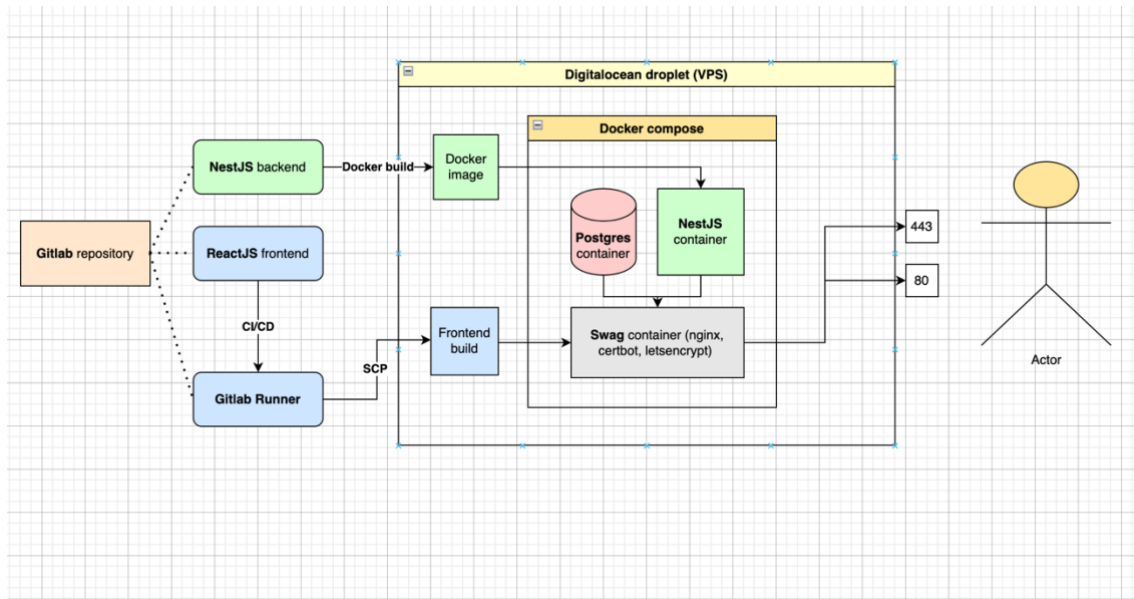 Digitalocean droplet (VPS)
Docker compose
NestJS backend
Docker build
Docker
image
Gitlab repository
ReactJS frontend
Postgres
container
NestJS
container
443
80
CI/CD
Frontend
build
Swag container (nginx,
certbot, letsencrypt)
SCP
Gitlab Runner
Actor